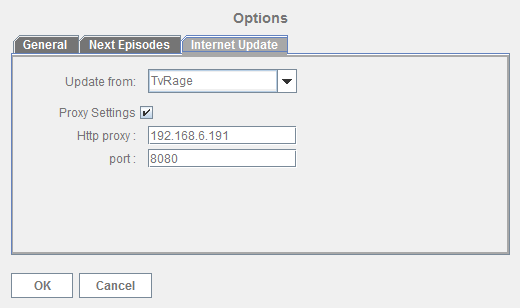 Options
General Next Episodes Internet Update
Update from: TvRage
Proxy Settings
Http proxy : 192.168.6.191
port : 8080
OK Cancel